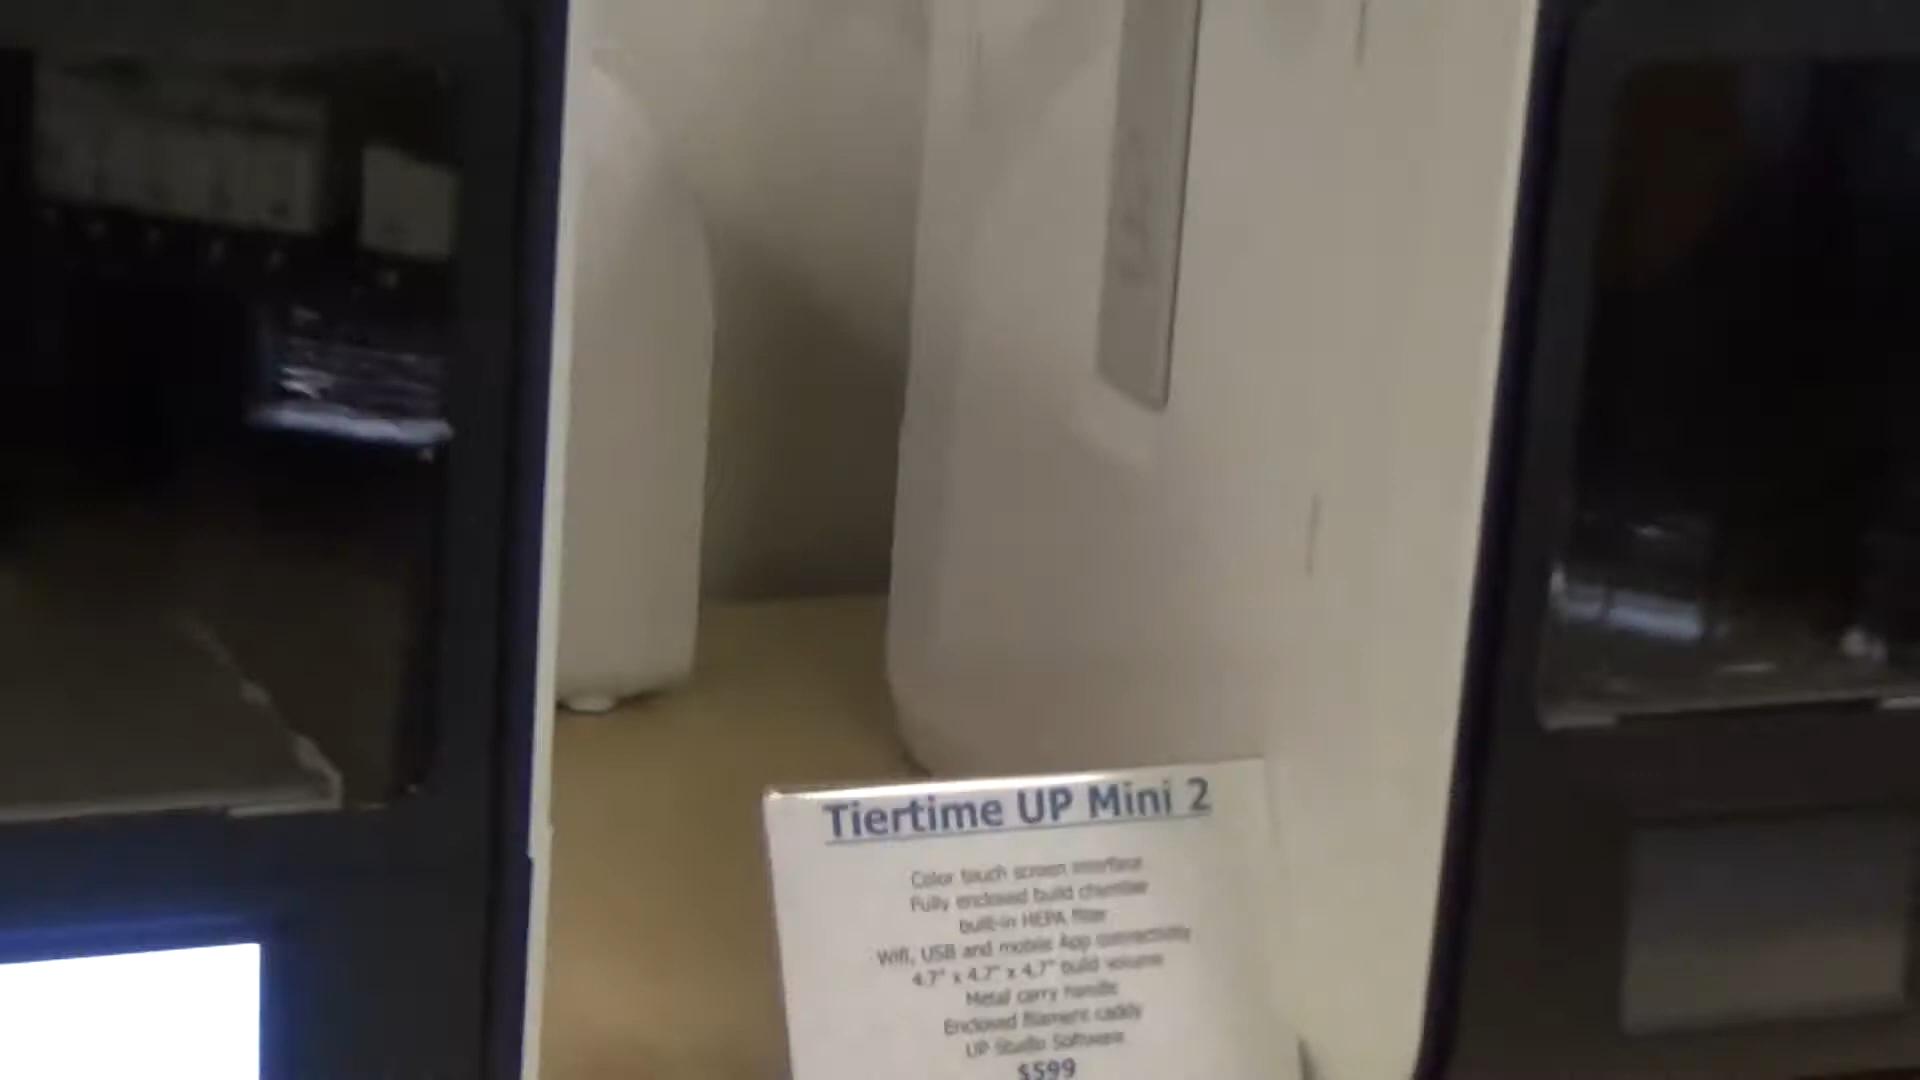 Tiertime UP Mini 2
Color touch screen interface
Fully enclosed build chamber
built-in HEPA filter
Wifi, USB and mobile App connectivity
4.7" x 4.7" x 4.7" build volume
Metal carry handle
Enclosed filament caddy
UP Studio Software
$599